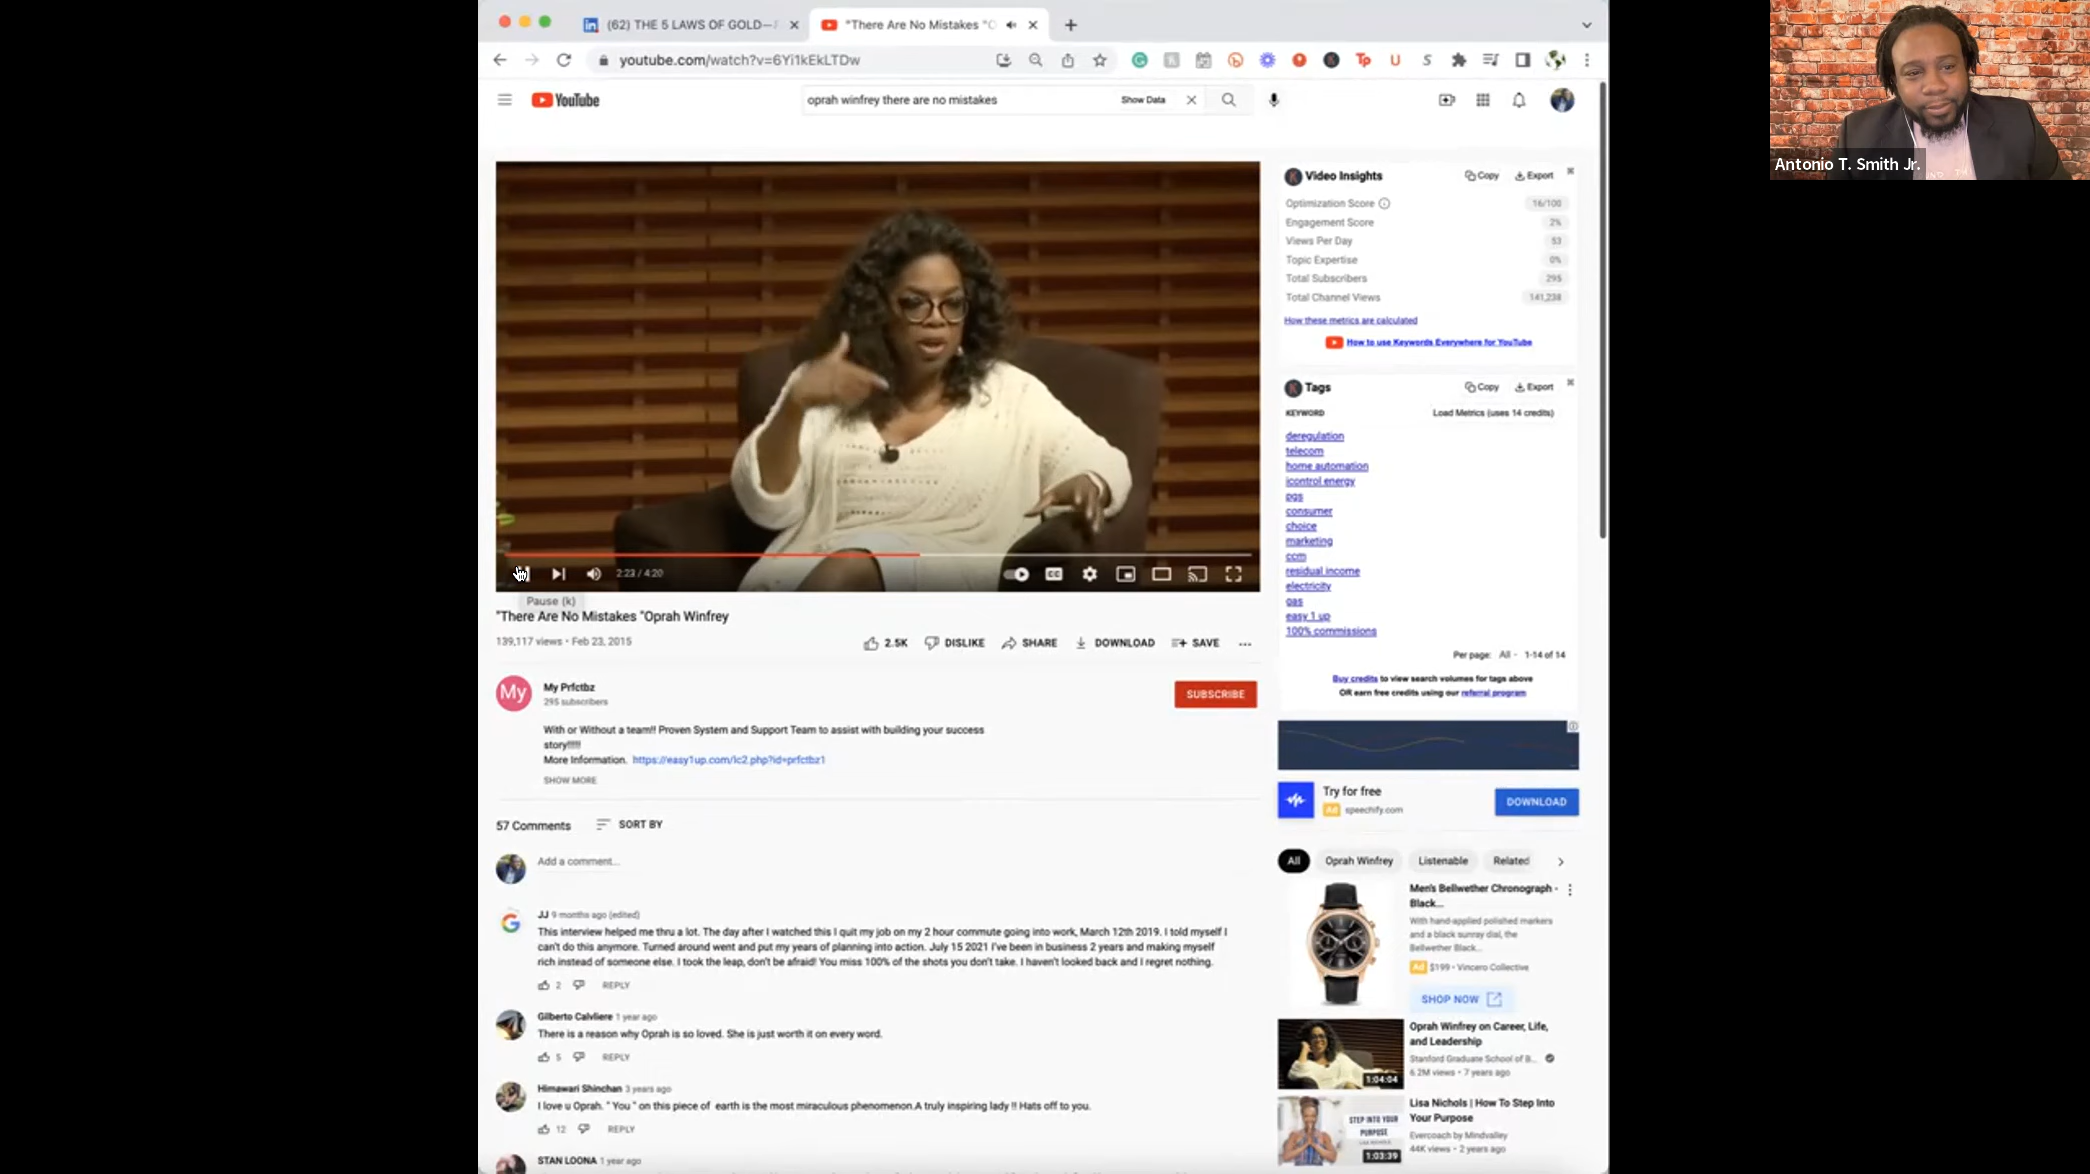 (62) THE 5 LAWS OF GOLD—
"There Are No Mistakes "O
youtube.com/watch?v=6Yi1kEkLTDw
YouTube
oprah winfrey there are no mistakes
Show Data
Antonio T. Smith Jr.
2:23 / 4:20
Pause (k)
"There Are No Mistakes "Oprah Winfrey
139,117 views • Feb 23, 2015
2.5K
DISLIKE
SHARE
DOWNLOAD
SAVE
My
My Prfctbz
295 subscribers
SUBSCRIBE
With or Without a team!! Proven System and Support Team to assist with building your success
story!!!!!
More Information. https://easy1up.com/lc2.php?id=prfctbz1
SHOW MORE
57 Comments
SORT BY
Add a comment...
JJ 9 months ago (edited)
This interview helped me thru a lot. The day after I watched this I quit my job on my 2 hour commute going into work, March 12th 2019. I told myself I
can't do this anymore. Turned around went and put my years of planning into action. July 15 2021 I've been in business 2 years and making myself
rich instead of someone else. I took the leap, don't be afraid! You miss 100% of the shots you don't take. I haven't looked back and I regret nothing.
2
REPLY
Gilberto Calvliere 1 year ago
There is a reason why Oprah is so loved. She is just worth it on every word.
5
REPLY
Himawari Shinchan 3 years ago
I love u Oprah. " You " on this piece of earth is the most miraculous phenomenon.A truly inspiring lady !! Hats off to you.
12
REPLY
STAN LOONA 1 year ago
Video Insights
Copy
Export
Optimization Score 16/100
Engagement Score 2%
Views Per Day 53
Topic Expertise 0%
Total Subscribers 295
Total Channel Views 141,238
How these metrics are calculated
How to use Keywords Everywhere for YouTube
Tags
Copy
Export
KEYWORD
Load Metrics (uses 14 credits)
deregulation
telecom
home automation
icontrol energy
pgs
consumer
choice
marketing
ccm
residual income
electricity
gas
easy 1 up
100% commissions
Per page: All 1-14 of 14
Buy credits to view search volumes for tags above
OR earn free credits using our referral program
Try for free
Ad speechify.com
DOWNLOAD
All
Oprah Winfrey
Listenable
Related
Men's Bellwether Chronograph -
Black...
With hand-applied polished markers
and a black sunray dial, the
Bellwether Black...
Ad $199 • Vincero Collective
SHOP NOW
1:04:04
Oprah Winfrey on Career, Life,
and Leadership
Stanford Graduate School of B...
6.2M views • 7 years ago
STEP INTO YOUR
PURPOSE
LISA NICHOLS
1:03:39
Lisa Nichols | How To Step Into
Your Purpose
Evercoach by Mindvalley
44K views • 2 years ago